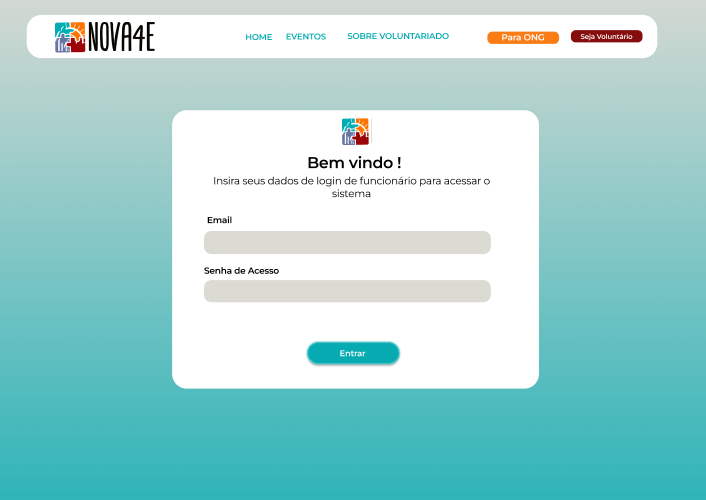 NOVA4E
HOME
EVENTOS
SOBRE VOLUNTARIADO
Para ONG
Seja Voluntário
Bem vindo !
Insira seus dados de login de funcionário para acessar o
sistema
Email
Senha de Acesso
Entrar